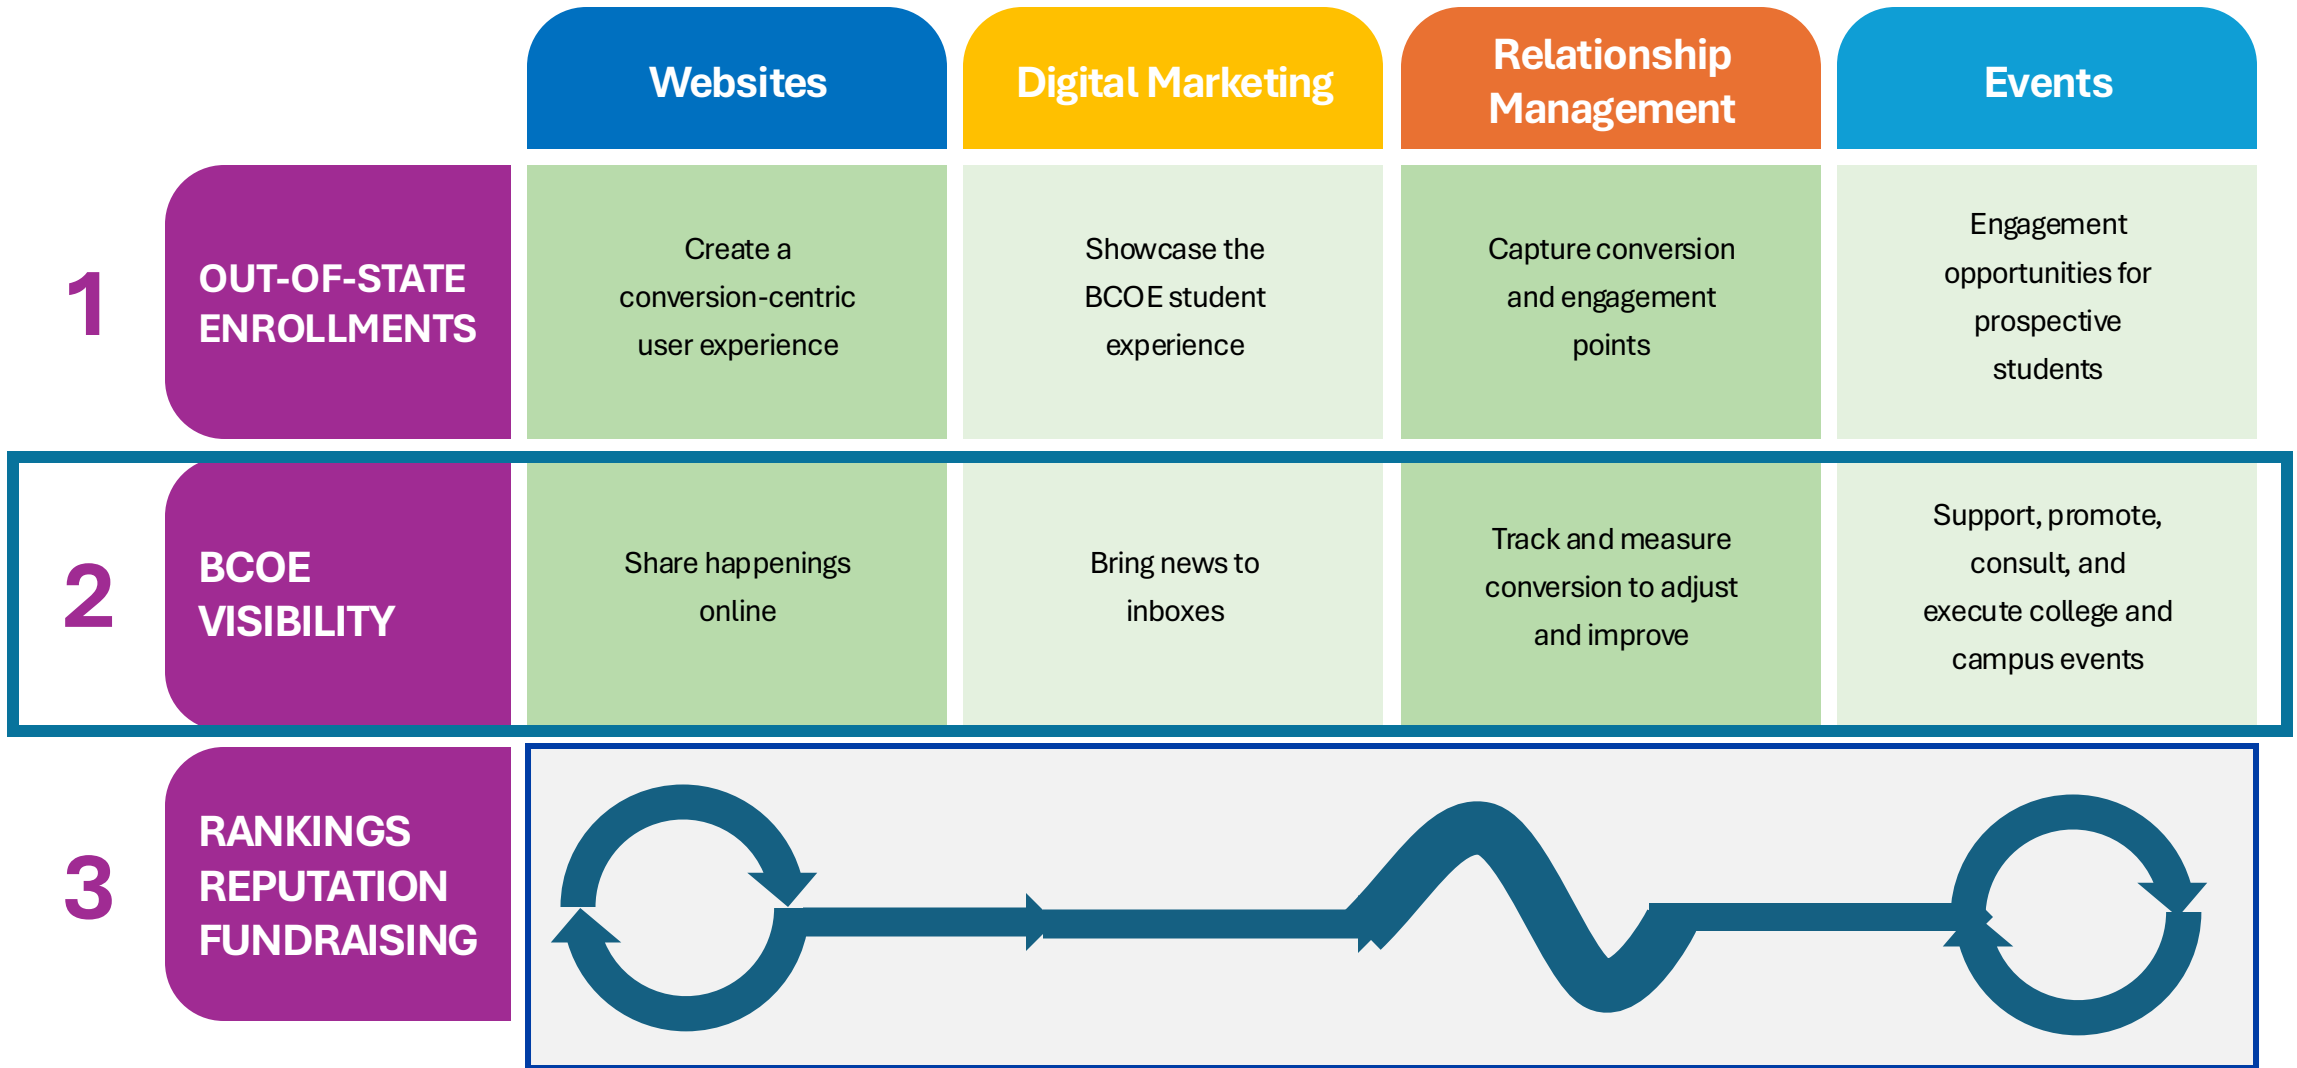 Websites
Digital Marketing
Relationship
Management
Events
1
OUT-OF-STATE
ENROLLMENTS
Create a
conversion-centric
user experience
Showcase the
BCOE student
experience
Capture conversion
and engagement
points
Engagement
opportunities for
prospective
students
2
BCOE
VISIBILITY
Share happenings
online
Bring news to
inboxes
Track and measure
conversion to adjust
and improve
Support, promote,
consult, and
execute college and
campus events
3
RANKINGS
REPUTATION
FUNDRAISING